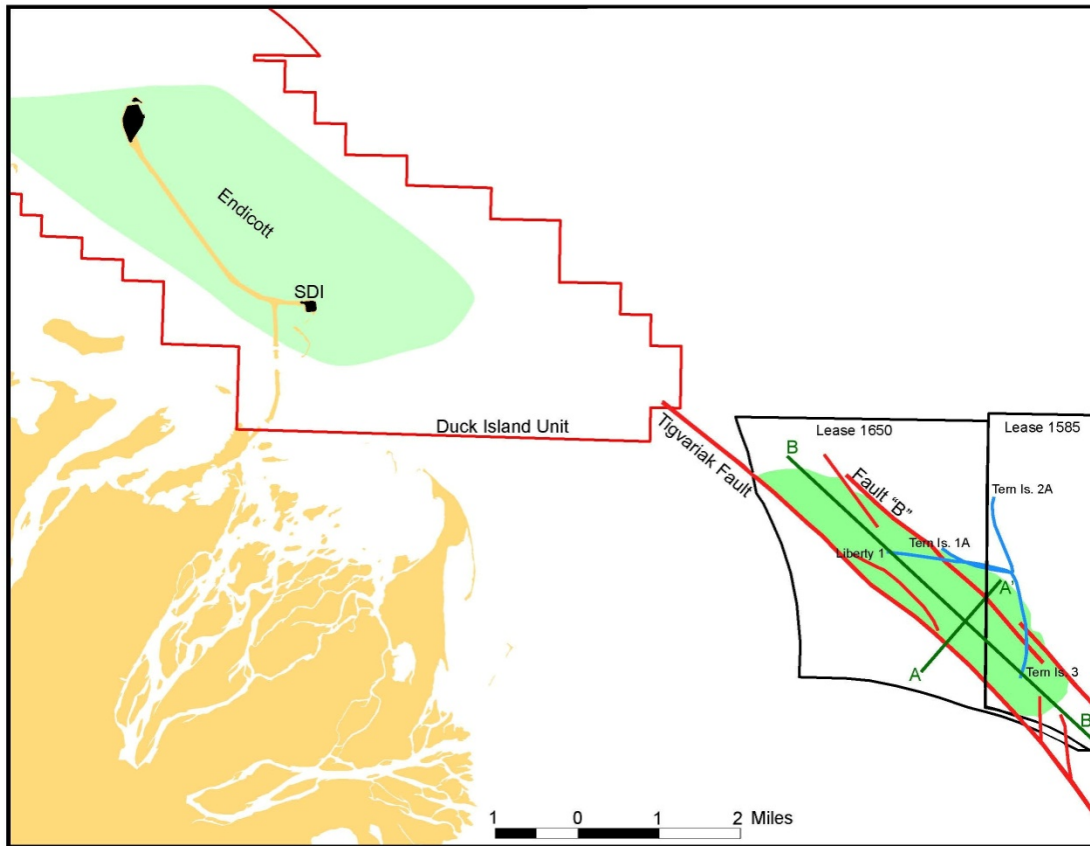 Endicott
SDI
Duck Island Unit
Tigvariak Fault
Lease 1650
Lease 1585
B
Fault "B"
Tern Is. 2A
Tern Is. 1A
Liberty 1
A'
A
Tern Is. 3
B
1 0 1 2 Miles